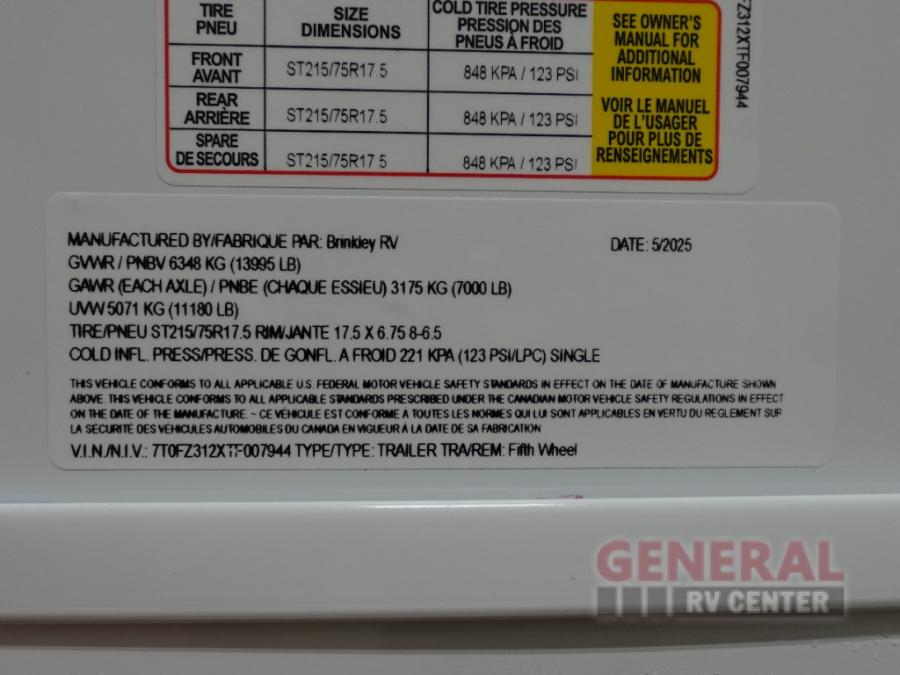 TIRE SIZE COLD TIRE PRESSURE
PNEU DIMENSIONS PRESSION DES
PNEUS À FROID
FRONT
AVANT ST215/75R17.5 848 KPA / 123 PSI
REAR
ARRIÈRE ST215/75R17.5 848 KPA / 123 PSI
SPARE
DE SECOURS ST215/75R17.5 848 KPA / 123 PSI
SEE OWNER'S
MANUAL FOR
ADDITIONAL
INFORMATION
VOIR LE MANUEL
DE L'USAGER
POUR PLUS DE
RENSEIGNEMENTS
FZ312XTF007944
MANUFACTURED BY/FABRIQUE PAR: Brinkley RV DATE: 5/2025
GVWR / PNBV 6348 KG (13995 LB)
GAWR (EACH AXLE) / PNBE (CHAQUE ESSIEU) 3175 KG (7000 LB)
UVW 5071 KG (11180 LB)
TIRE/PNEU ST215/75R17.5 RIM/JANTE 17.5 X 6.75 8-6.5
COLD INFL. PRESS/PRESS. DE GONFL. A FROID 221 KPA (123 PSI/LPC) SINGLE
THIS VEHICLE CONFORMS TO ALL APPLICABLE U.S. FEDERAL MOTOR VEHICLE SAFETY STANDARDS IN EFFECT ON THE DATE OF MANUFACTURE SHOWN
ABOVE. THIS VEHICLE CONFORMS TO ALL APPLICABLE STANDARDS PRESCRIBED UNDER THE CANADIAN MOTOR VEHICLE SAFETY REGULATIONS IN EFFECT
ON THE DATE OF THE MANUFACTURE. ~ CE VÉHICULE EST CONFORME À TOUTES LES NORMES QUI LUI SONT APPLICABLES EN VERTU DU REGLEMENT SUR
LA SÉCURITÉ DES VÉHICULES AUTOMOBILES DU CANADA EN VIGUEUR À LA DATE DE SA FABRICATION
V.I.N./N.I.V.: 7T0FZ312XTF007944 TYPE/TYPE: TRAILER TRA/REM: Fifth Wheel
GENERAL
RV CENTER